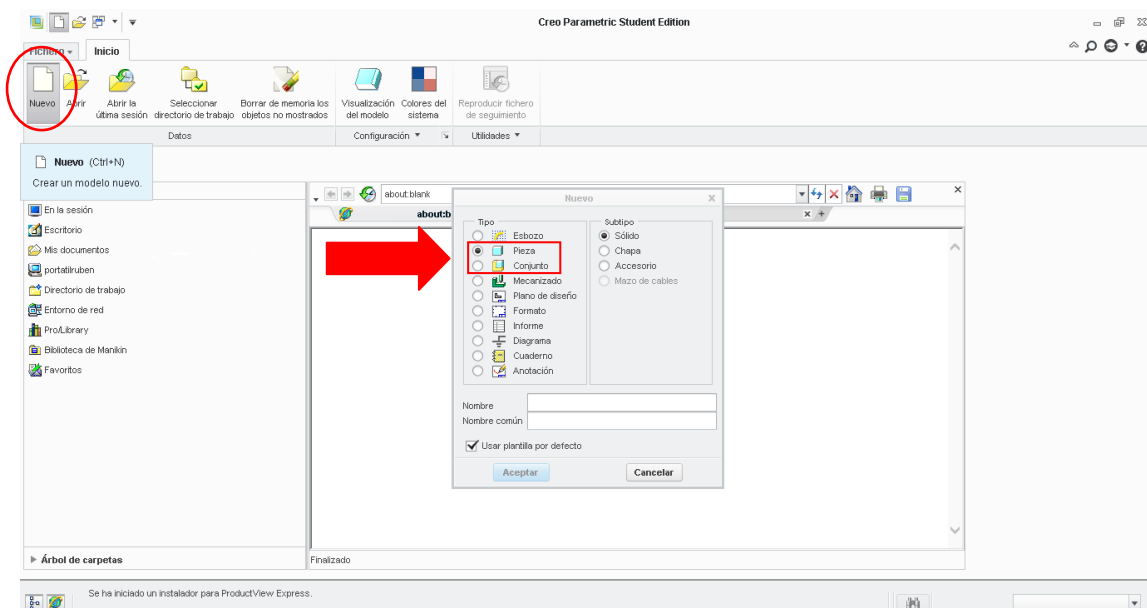 Creo Parametric Student Edition
Fichero Inicio
Nuevo Abrir Abrir la última sesión Seleccionar directorio de trabajo Borrar de memoria los objetos no mostrados Visualización del modelo Colores del sistema Reproducir fichero de seguimiento
Datos Configuración Utilidades
Nuevo (Ctrl+N)
Crear un modelo nuevo.
En la sesión
Escritorio
Mis documentos
portatilruben
Directorio de trabajo
Entorno de red
Pro/Library
Biblioteca de Manikin
Favoritos
Árbol de carpetas
about:blank
about:b
Nuevo
Tipo
Esbozo
Pieza
Conjunto
Mecanizado
Plano de diseño
Formato
Informe
Diagrama
Cuaderno
Anotación
Subtipo
Sólido
Chapa
Accesorio
Mazo de cables
Nombre
Nombre común
Usar plantilla por defecto
Aceptar Cancelar
Finalizado
Se ha iniciado un instalador para ProductView Express.